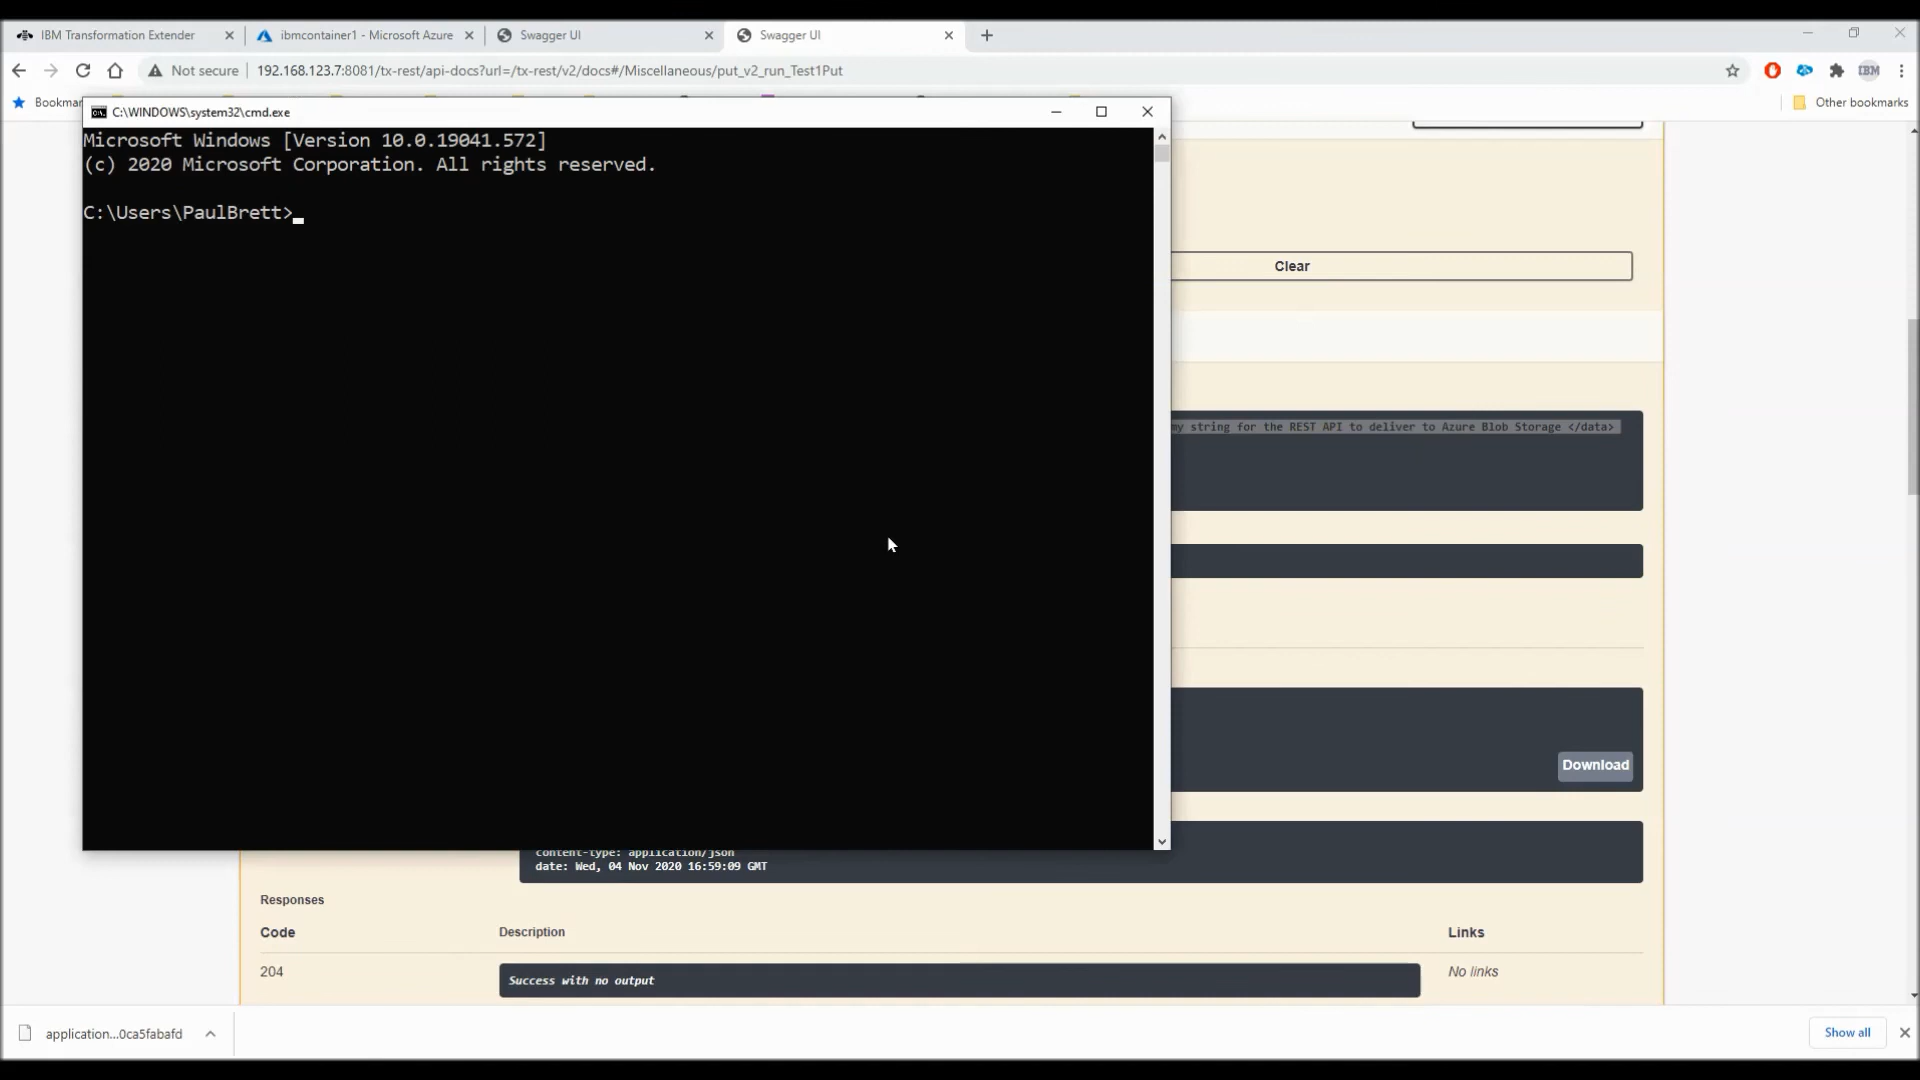 IBM Transformation Extender
ibmcontainer1 - Microsoft Azure
Swagger UI
Swagger UI
Not secure
192.168.123.7:8081/tx-rest/api-docs?url=/tx-rest/v2/docs#/Miscellaneous/put_v2_run_Test1Put
IBM
Bookmar
Other bookmarks
C:\WINDOWS\system32\cmd.exe
Microsoft Windows [Version 10.0.19041.572]
(c) 2020 Microsoft Corporation. All rights reserved.
C:\Users\PaulBrett>
Clear
my string for the REST API to deliver to Azure Blob Storage </data>
Download
content-type: application/json
date: Wed, 04 Nov 2020 16:59:09 GMT
Responses
Code Description Links
204 Success with no output No links
application...0ca5fabafd
Show all